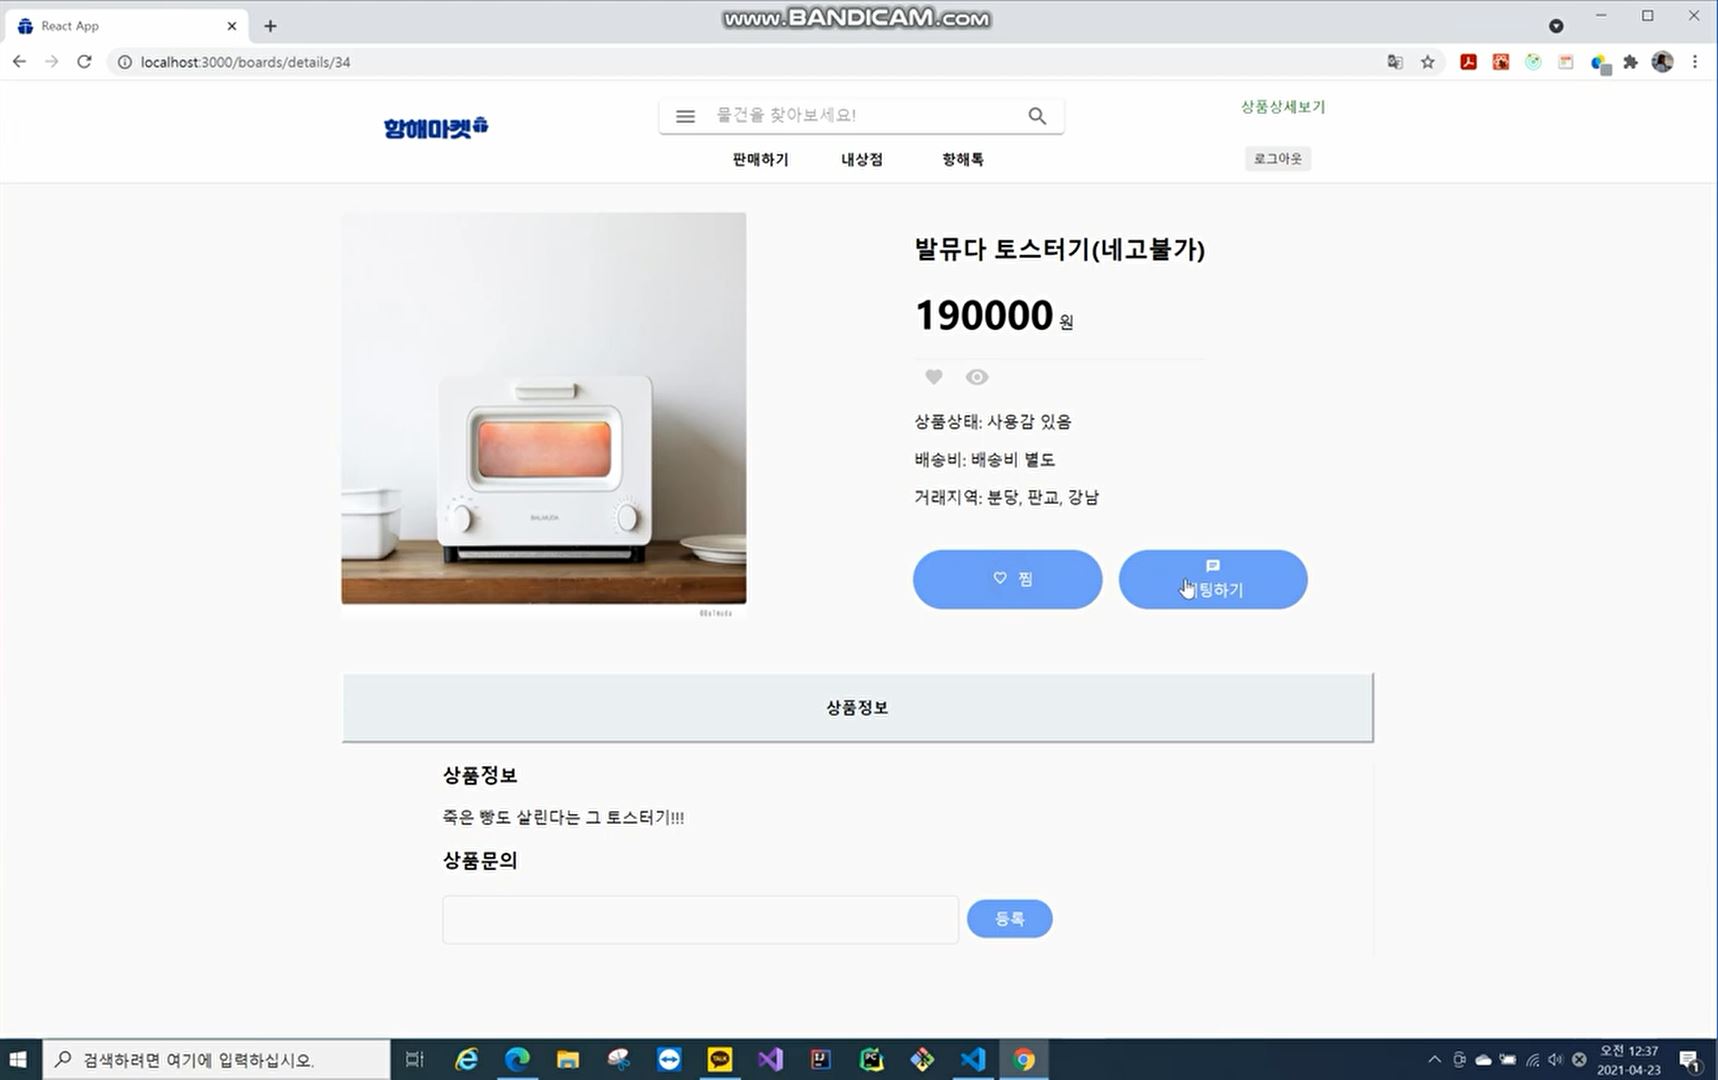 React App
www.BANDICAM.com
localhost:3000/boards/details/34
항해마켓
물건을 찾아보세요!
상품상세보기
판매하기 내상점 항해톡
로그아웃
발뮤다 토스터기(네고불가)
190000 원
상품상태: 사용감 있음
배송비: 배송비 별도
거래지역: 분당, 판교, 강남
찜
팅하기
BALMUDA
상품정보
상품정보
죽은 빵도 살린다는 그 토스터기!!!
상품문의
등록
검색하려면 여기에 입력하십시오.
TALK
PC
오전 12:37
2021-04-23
1